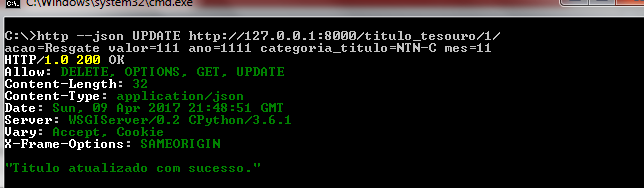 C:\Windows\system32\cmd.exe
C:\>http --json UPDATE http://127.0.0.1:8000/titulo_tesouro/1/
acao=Resgate valor=111 ano=1111 categoria_titulo=NTN-C mes=11
HTTP/1.0 200 OK
Allow: DELETE, OPTIONS, GET, UPDATE
Content-Length: 32
Content-Type: application/json
Date: Sun, 09 Apr 2017 21:48:51 GMT
Server: WSGIServer/0.2 CPython/3.6.1
Vary: Accept, Cookie
X-Frame-Options: SAMEORIGIN
"Titulo atualizado com sucesso."